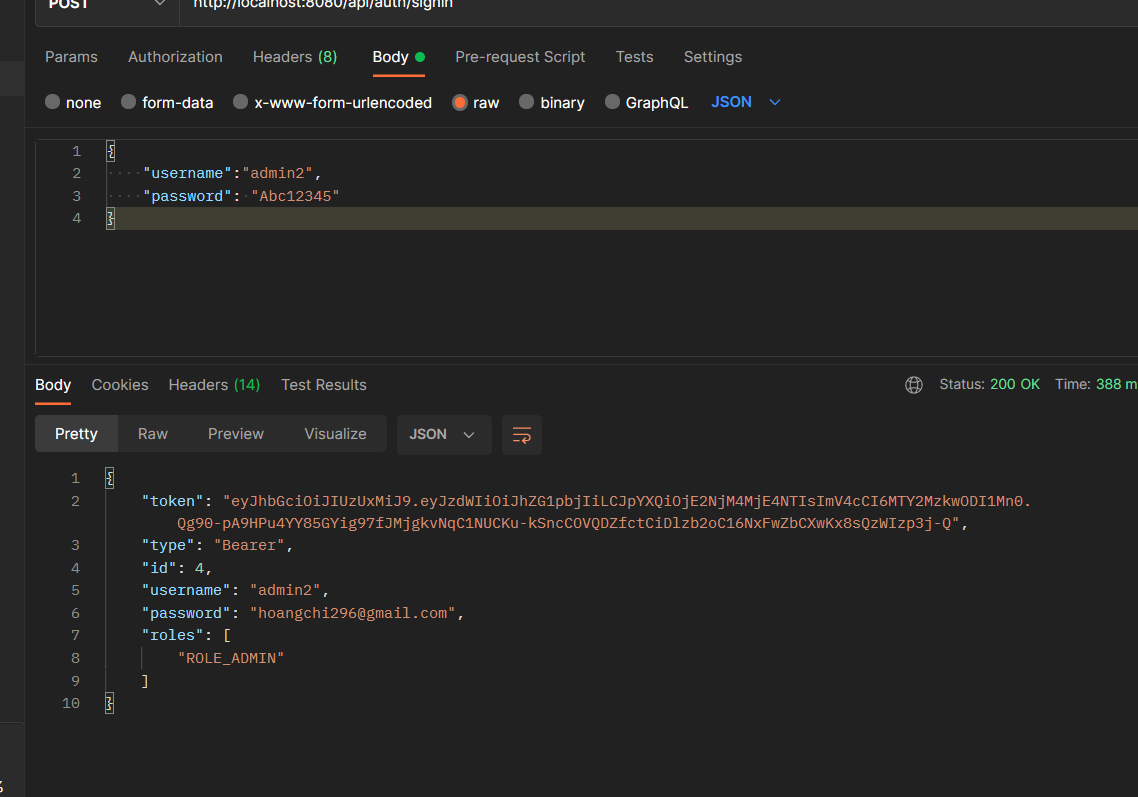 POST http://localhost:8080/api/auth/signin
Params Authorization Headers (8) Body Pre-request Script Tests Settings
none form-data x-www-form-urlencoded raw binary GraphQL JSON
1 {
2 "username":"admin2",
3 "password": "Abc12345"
4 }
Body Cookies Headers (14) Test Results Status: 200 OK Time: 388 m
Pretty Raw Preview Visualize JSON
1 {
2 "token": "eyJhbGciOiJIUzUxMiJ9.eyJzdWIiOiJhZG1pbjIiLCJpYXQiOjE2NjM4MjE4NTIsImV4cCI6MTY2MzkwODI1Mn0.
Qg90-pA9HPu4YY85GYig97fJMjgkvNqC1NUCKu-kSncCOVQDZfctCiDlzb2oC16NxFwZbCXwKx8sQzWIzp3j-Q",
3 "type": "Bearer",
4 "id": 4,
5 "username": "admin2",
6 "password": "hoangchi296@gmail.com",
7 "roles": [
8 "ROLE_ADMIN"
9 ]
10 }